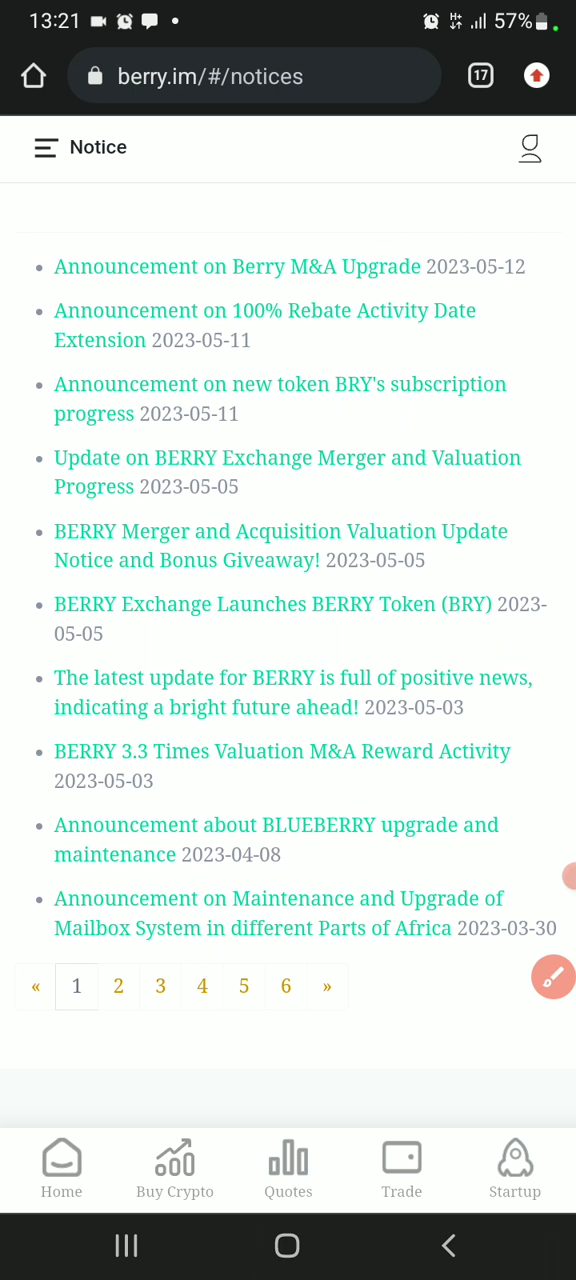 13:21 57%
berry.im/#/notices 17
Notice
Announcement on Berry M&A Upgrade 2023-05-12
Announcement on 100% Rebate Activity Date
Extension 2023-05-11
Announcement on new token BRY's subscription
progress 2023-05-11
Update on BERRY Exchange Merger and Valuation
Progress 2023-05-05
BERRY Merger and Acquisition Valuation Update
Notice and Bonus Giveaway! 2023-05-05
BERRY Exchange Launches BERRY Token (BRY) 2023-
05-05
The latest update for BERRY is full of positive news,
indicating a bright future ahead! 2023-05-03
BERRY 3.3 Times Valuation M&A Reward Activity
2023-05-03
Announcement about BLUEBERRY upgrade and
maintenance 2023-04-08
Announcement on Maintenance and Upgrade of
Mailbox System in different Parts of Africa 2023-03-30
« 1 2 3 4 5 6 »
Home Buy Crypto Quotes Trade Startup